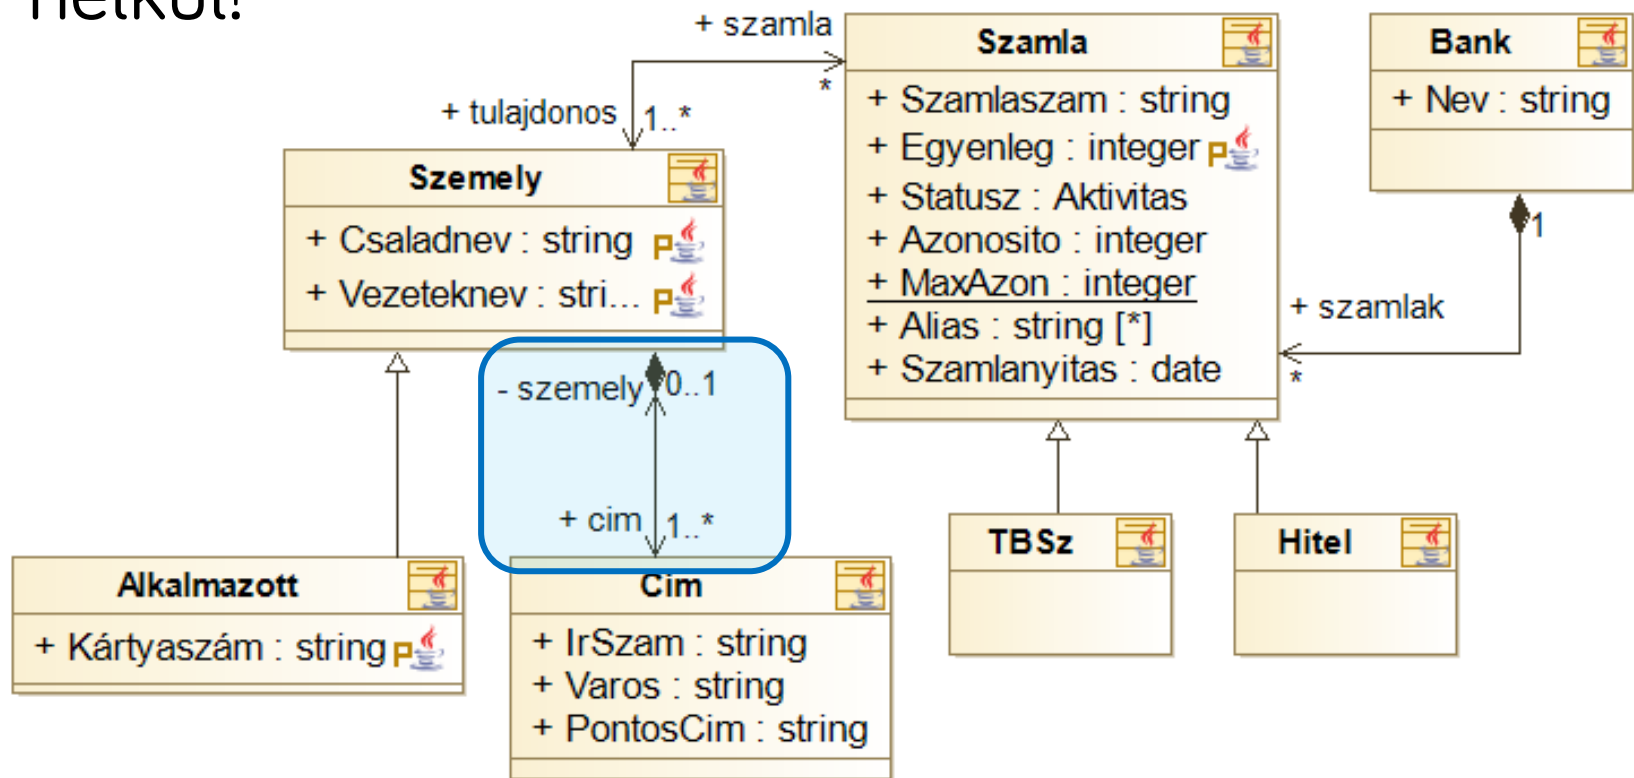 nélkül!
+ szamla
*
+ tulajdonos
1..*
Szemely
+ Csaladnev : string
+ Vezeteknev : stri...
- szemely
0..1
+ cim
1..*
Alkalmazott
+ Kártyaszám : string
Cim
+ IrSzam : string
+ Varos : string
+ PontosCim : string
Szamla
+ Szamlaszam : string
+ Egyenleg : integer
+ Statusz : Aktivitas
+ Azonosito : integer
+ MaxAzon : integer
+ Alias : string [*]
+ Szamlanyitas : date
Bank
+ Nev : string
1
+ szamlak
*
TBSz
Hitel